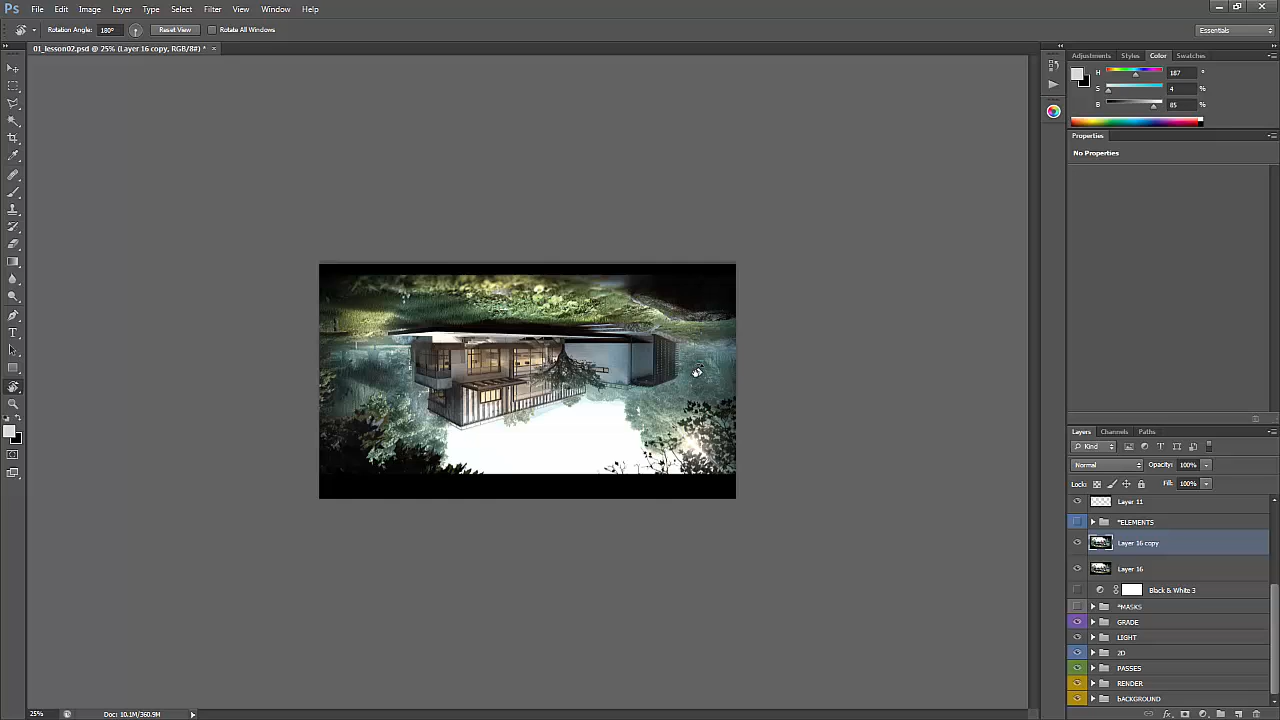 Ps File Edit Image Layer Type Select Filter View Window Help
Rotation Angle: 180° Reset View Rotate All Windows Essentials
01_lesson02.psd @ 25% (Layer 16 copy, RGB/8#) * ×
Adjustments Styles Color Swatches
H 187 °
S 4 %
B 85 %
Properties
No Properties
Layers Channels Paths
Kind
Normal Opacity: 100%
Lock: Fill: 100%
Layer 11
*ELEMENTS
Layer 16 copy
Layer 16
Black & White 3
*MASKS
GRADE
LIGHT
2D
PASSES
RENDER
bACKGROUND
25% Doc: 10.1M/360.9M